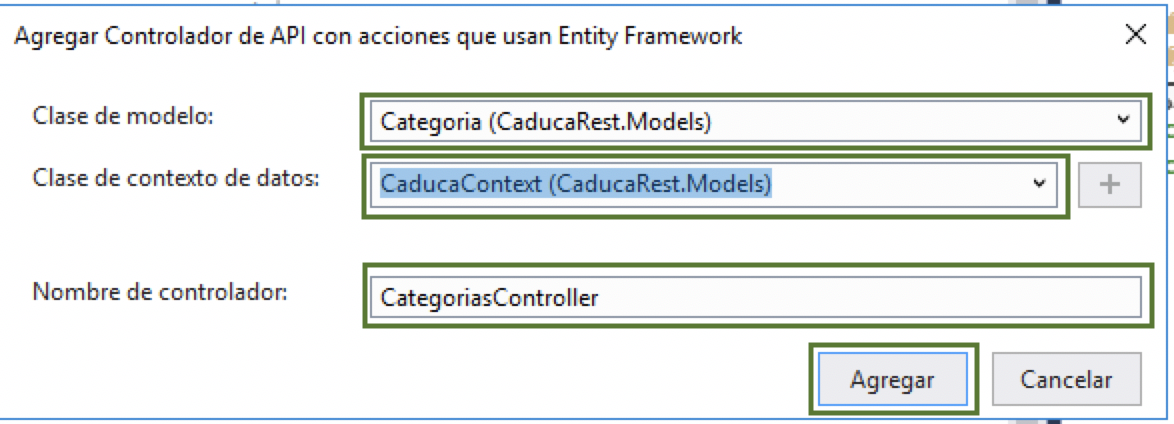 Agregar Controlador de API con acciones que usan Entity Framework
Clase de modelo:
Categoria (CaducaRest.Models)
Clase de contexto de datos:
CaducaContext (CaducaRest.Models)
Nombre de controlador:
CategoriasController
Agregar
Cancelar